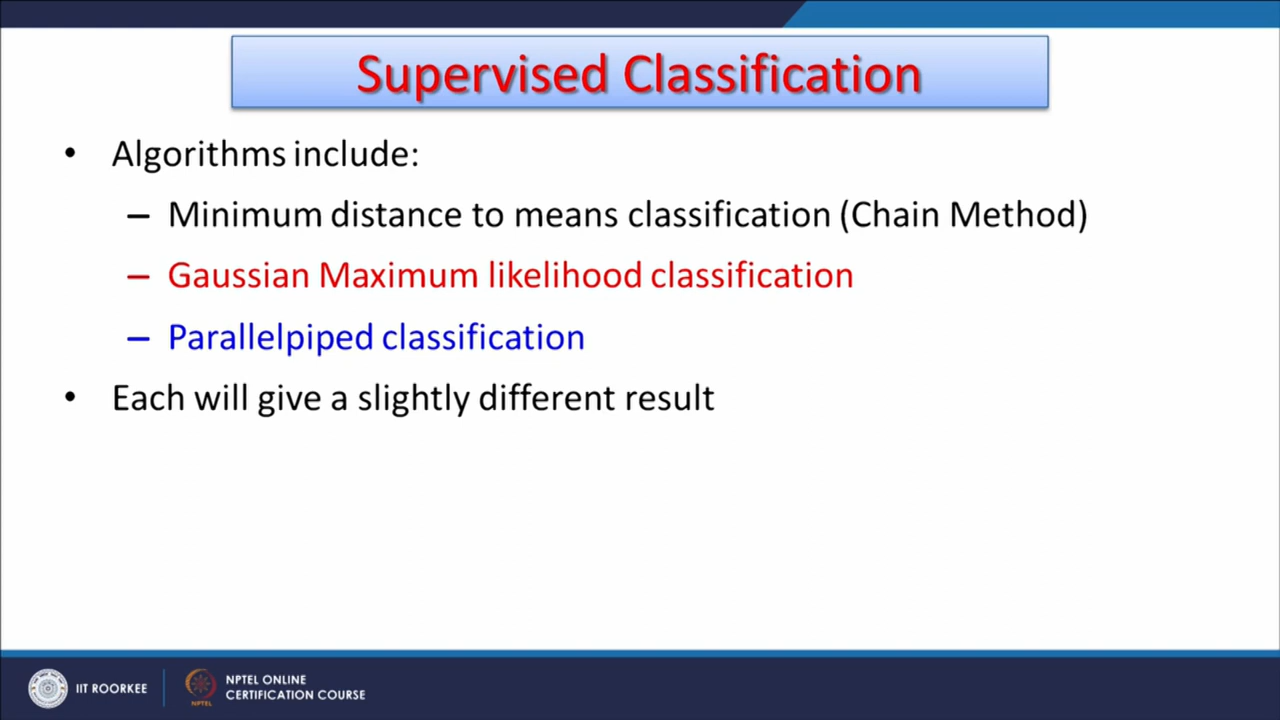 Supervised Classification
• Algorithms include:
– Minimum distance to means classification (Chain Method)
– Gaussian Maximum likelihood classification
– Parallelpiped classification
• Each will give a slightly different result
IIT ROORKEE
NPTEL
NPTEL ONLINE
CERTIFICATION COURSE